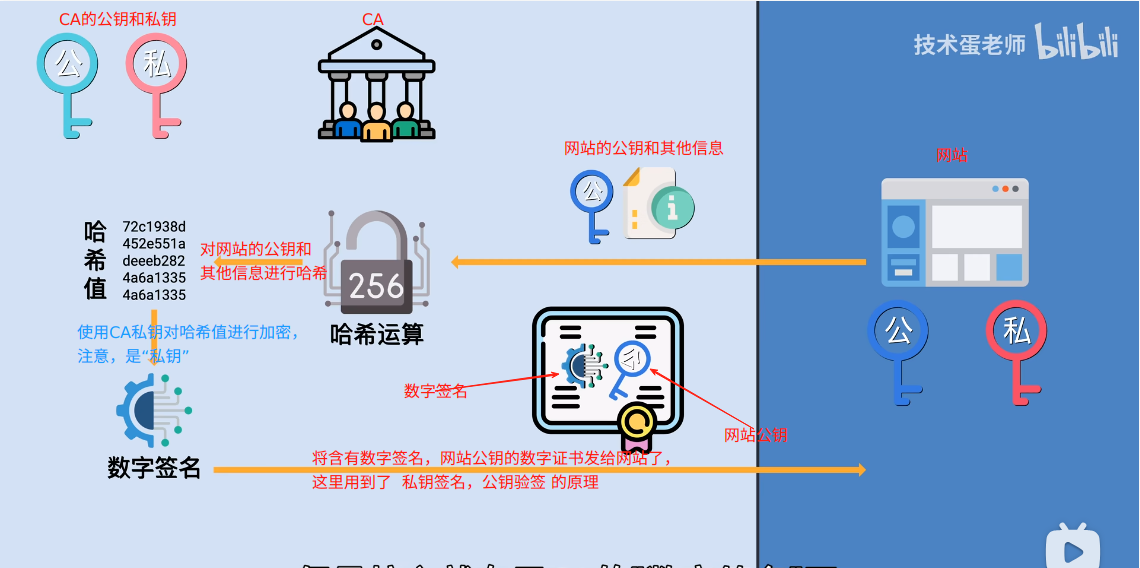 CA的公钥和私钥
CA
公
私
技术蛋老师 bilibili
网站的公钥和其他信息
公
网站
哈希值
72c1938d
452e551a
deeeb282
4a6a1335
4a6a1335
对网站的公钥和
其他信息进行哈希
256
哈希运算
公
私
使用CA私钥对哈希值进行加密，
注意，是“私钥”
数字签名
公
网站公钥
数字签名
将含有数字签名，网站公钥的数字证书发给网站了，
这里用到了 私钥签名，公钥验签 的原理